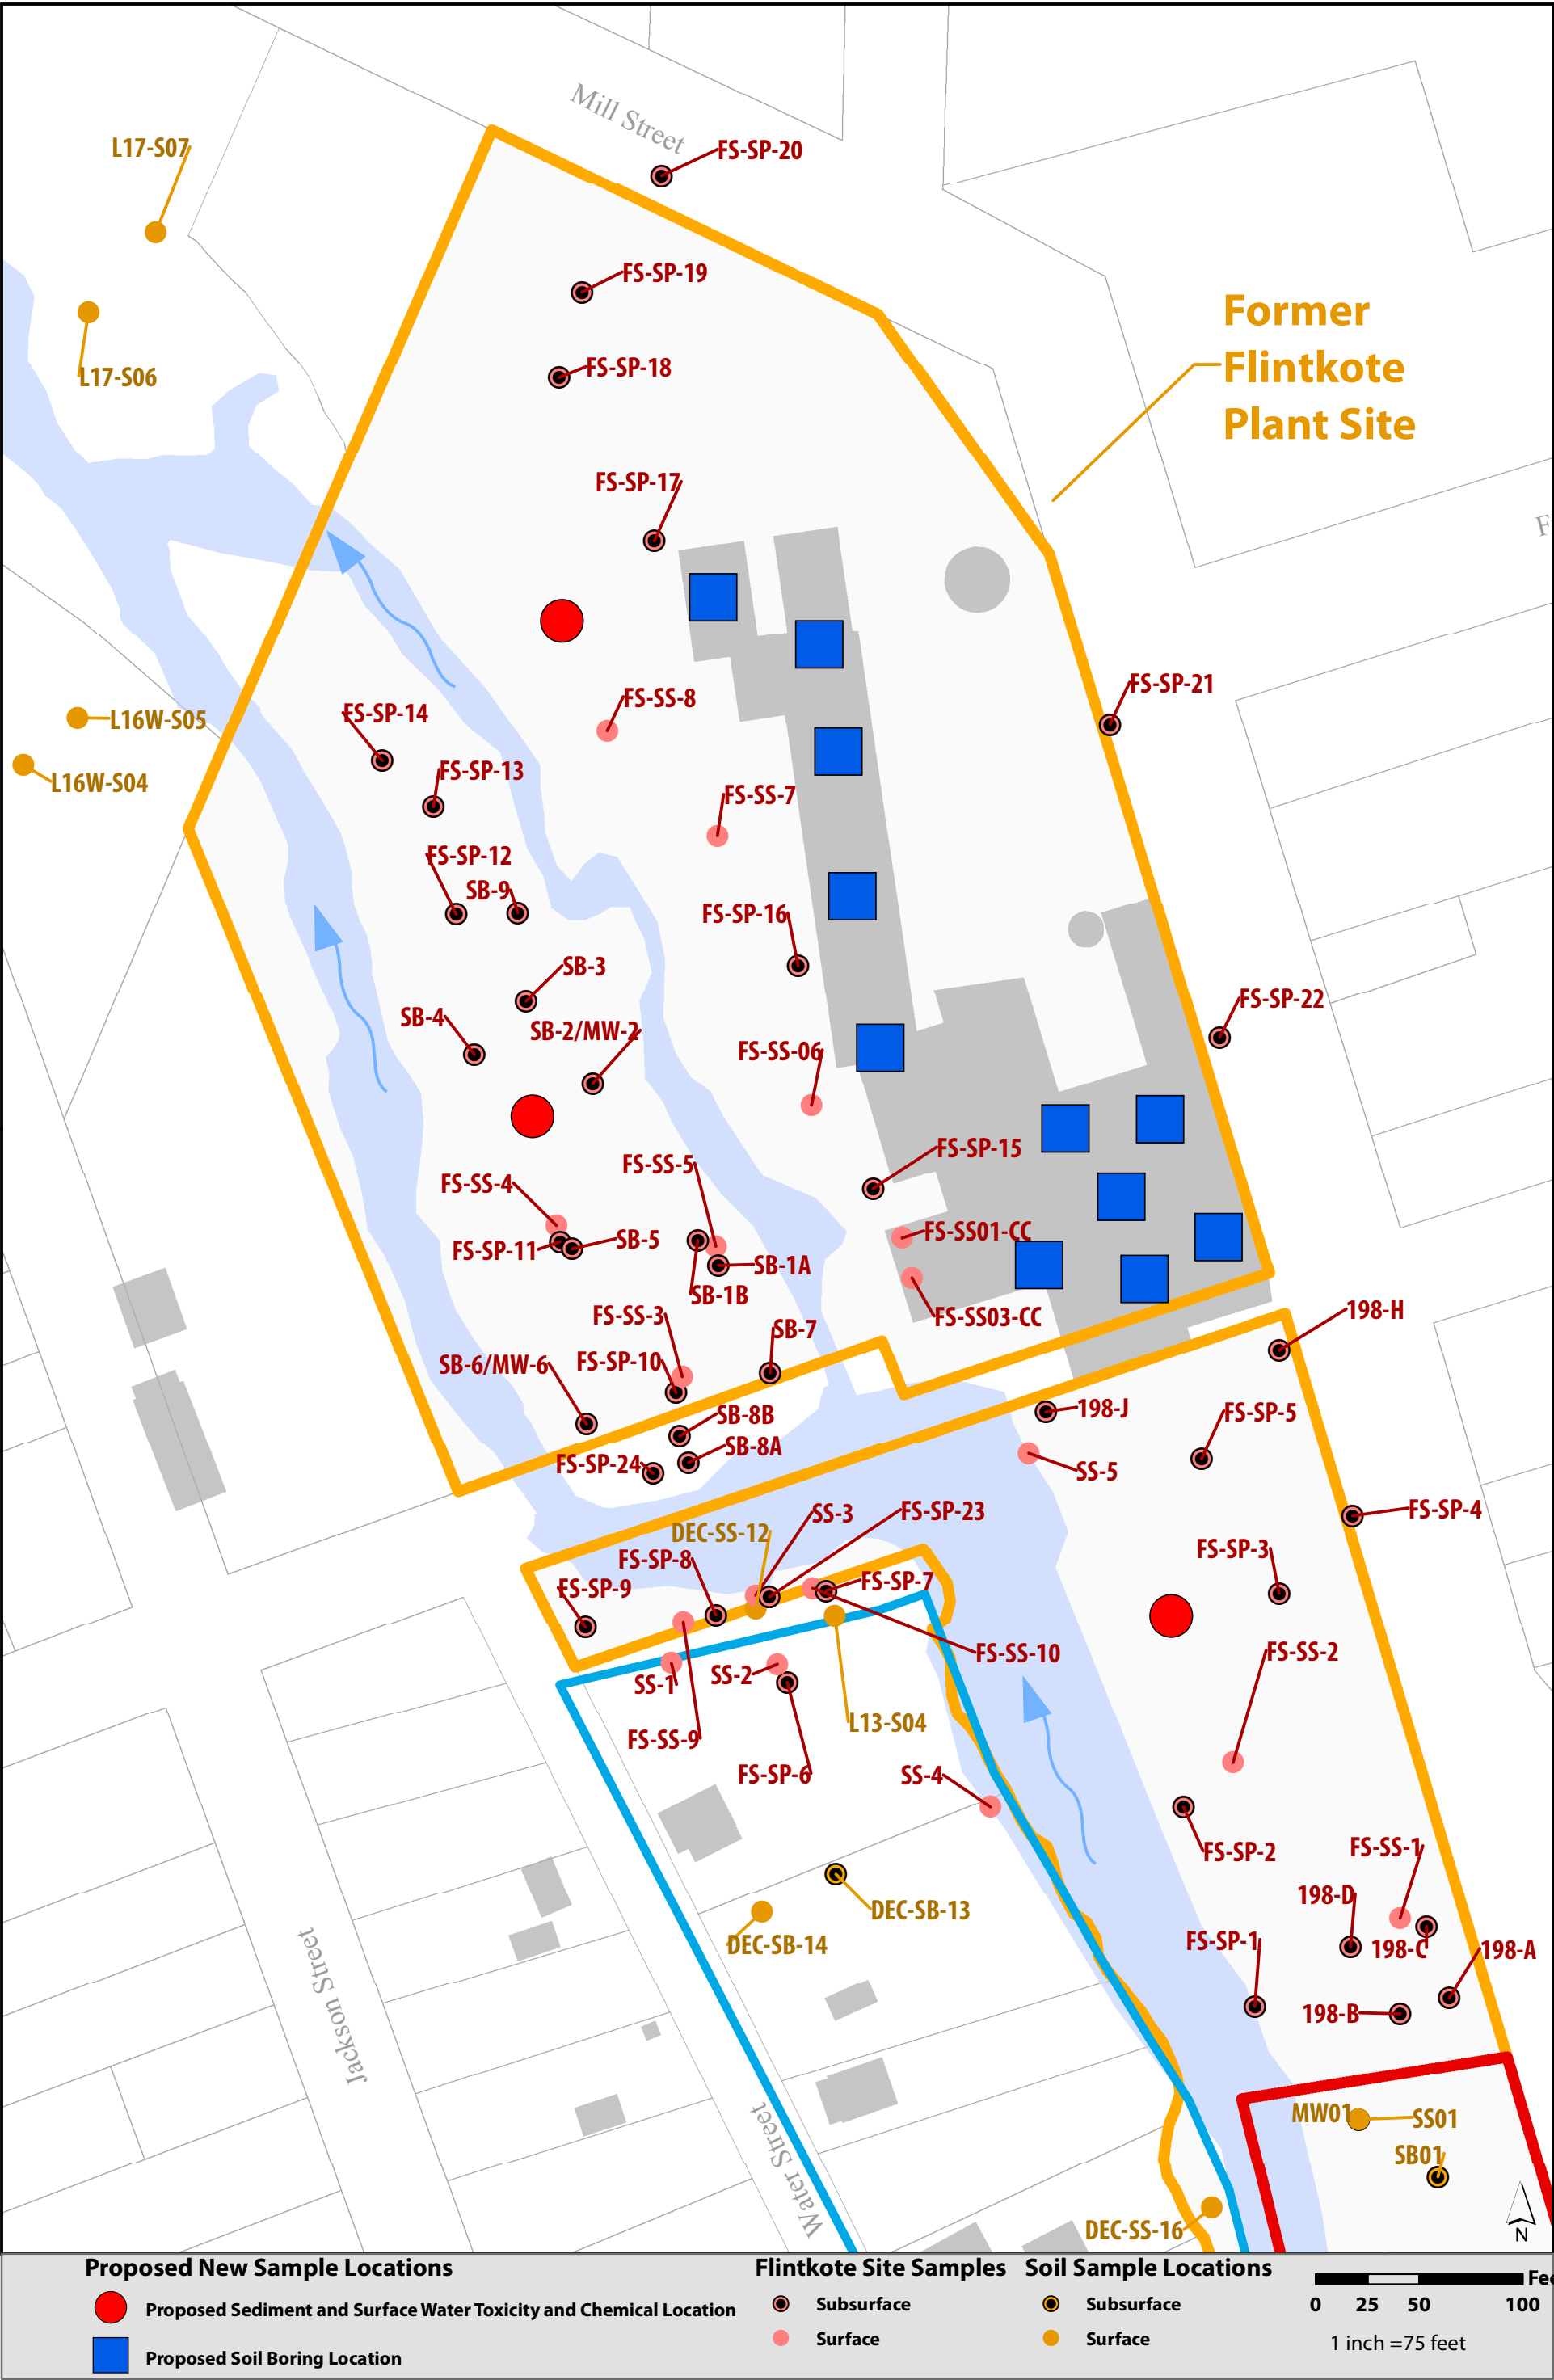 Mill Street
L17-S07
FS-SP-20
FS-SP-19
Former
Flintkote
Plant Site
FS-SP-18
L17-S06
FS-SP-17
F
FS-SP-21
FS-SS-8
FS-SP-14
L16W-S05
FS-SP-13
L16W-S04
FS-SS-7
FS-SP-12
SB-9
FS-SP-16
SB-3
FS-SP-22
SB-4
SB-2/MW-2
FS-SS-06
FS-SP-15
FS-SS-5
FS-SS-4
FS-SS01-CC
SB-5
FS-SP-11
SB-1A
SB-1B
198-H
FS-SS-3
FS-SS03-CC
SB-7
FS-SP-10
SB-6/MW-6
198-J
FS-SP-5
SB-8B
SB-8A
FS-SP-24
SS-5
FS-SP-4
SS-3
FS-SP-23
DEC-SS-12
FS-SP-3
FS-SP-8
FS-SP-7
FS-SP-9
FS-SS-10
FS-SS-2
SS-2
SS-1
L13-S04
FS-SS-9
FS-SP-6
SS-4
FS-SS-1
FS-SP-2
198-D
DEC-SB-13
FS-SP-1
DEC-SB-14
198-C
198-A
198-B
Jackson Street
Water Street
MW01
SS01
SB01
DEC-SS-16
N
Proposed New Sample Locations
Proposed Sediment and Surface Water Toxicity and Chemical Location
Proposed Soil Boring Location
Flintkote Site Samples
Subsurface
Surface
Soil Sample Locations
Subsurface
Surface
Fee
0 25 50 100
1 inch =75 feet